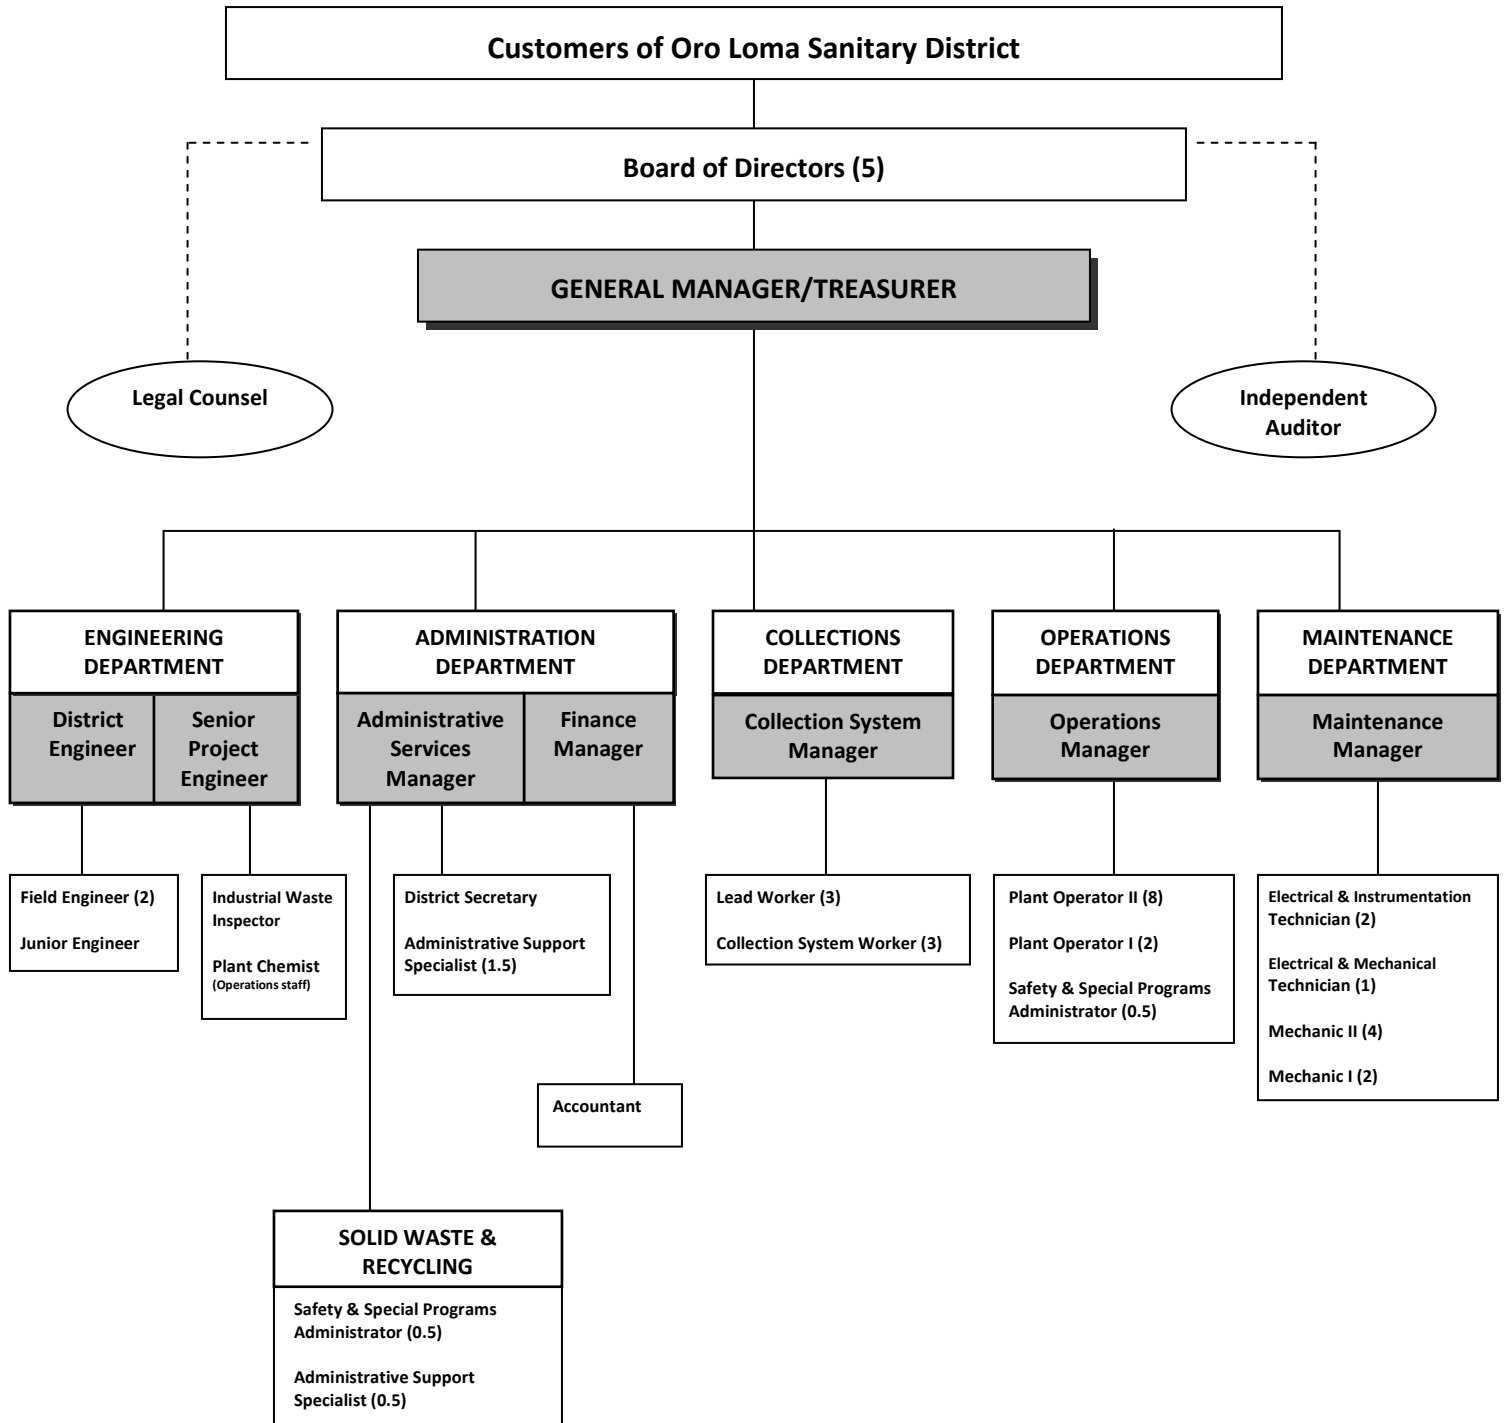 Customers of Oro Loma Sanitary District
Board of Directors (5)
GENERAL MANAGER/TREASURER
Legal Counsel
Independent
Auditor
ENGINEERING
DEPARTMENT
District
Engineer
Senior
Project
Engineer
ADMINISTRATION
DEPARTMENT
Administrative
Services
Manager
Finance
Manager
COLLECTIONS
DEPARTMENT
Collection System
Manager
OPERATIONS
DEPARTMENT
Operations
Manager
MAINTENANCE
DEPARTMENT
Maintenance
Manager
Field Engineer (2)
Junior Engineer
Industrial Waste
Inspector
Plant Chemist
(Operations staff)
District Secretary
Administrative Support
Specialist (1.5)
Lead Worker (3)
Collection System Worker (3)
Plant Operator II (8)
Plant Operator I (2)
Safety & Special Programs
Administrator (0.5)
Electrical & Instrumentation
Technician (2)
Electrical & Mechanical
Technician (1)
Mechanic II (4)
Mechanic I (2)
Accountant
SOLID WASTE &
RECYCLING
Safety & Special Programs
Administrator (0.5)
Administrative Support
Specialist (0.5)